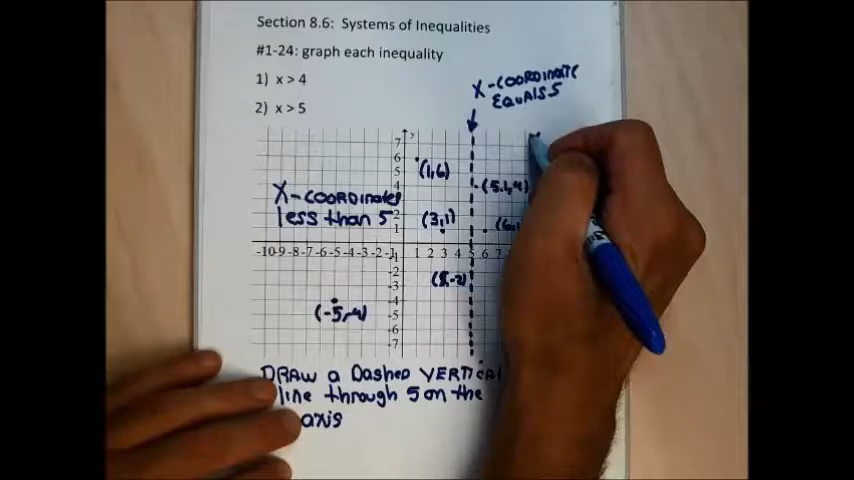 Section 8.6: Systems of Inequalities
#1-24: graph each inequality
1) x > 4
2) x > 5
X-COORDINATE
EQUALS 5
y
7
6
(1,6)
5
4
(5.1,4)
X-COORDINATES
less than 5
3
2
(3,1)
1
(6,1
-10 -9 -8 -7 -6 -5 -4 -3 -2 -1 1 2 3 4 5 6 7
-2
-3
-4
(-5,-4)
-5
-6
-7
DRAW a Dashed VERTICAL
line through 5 on the
axis